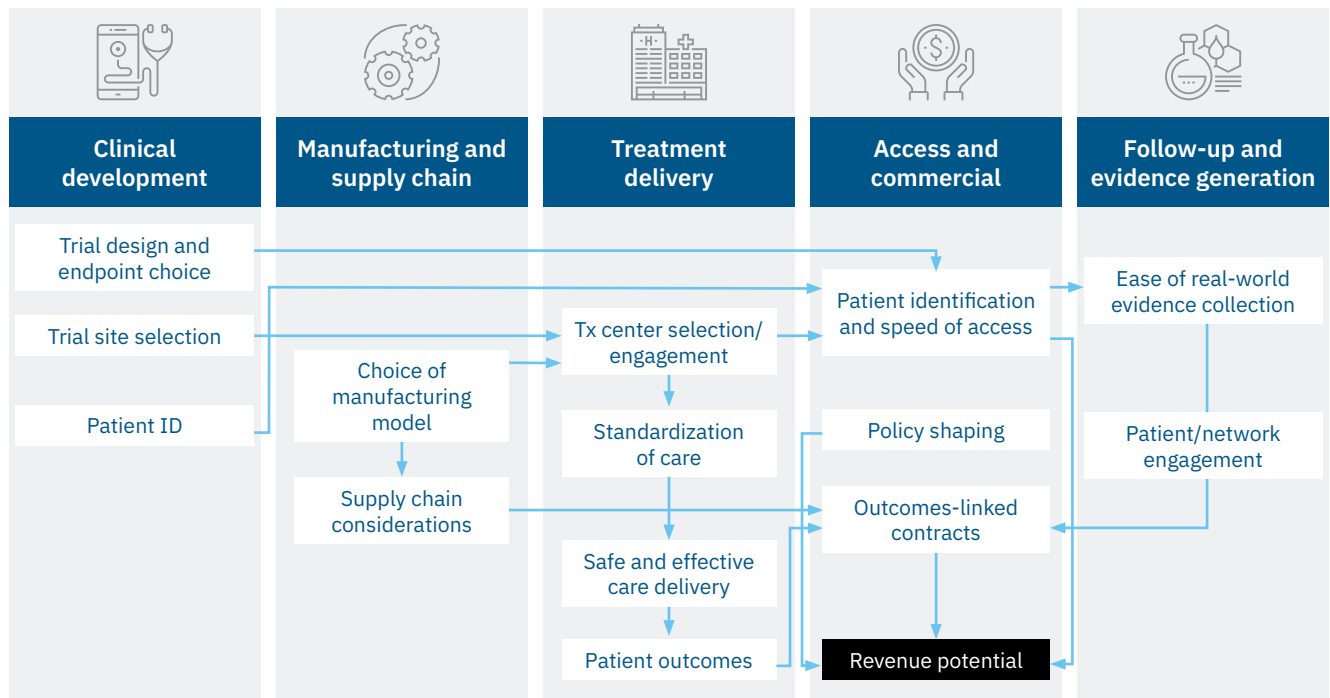 Clinical
development
Manufacturing and
supply chain
Treatment
delivery
Access and
commercial
Follow-up and
evidence generation
Trial design and
endpoint choice
Trial site selection
Patient ID
Choice of
manufacturing
model
Supply chain
considerations
Tx center selection/
engagement
Standardization
of care
Safe and effective
care delivery
Patient outcomes
Patient identification
and speed of access
Policy shaping
Outcomes-linked
contracts
Revenue potential
Ease of real-world
evidence collection
Patient/network
engagement
H
$